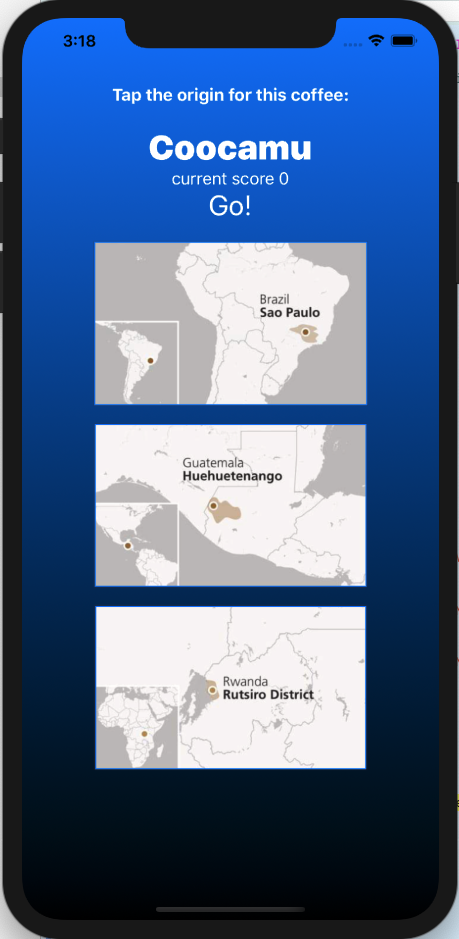 3:18
Tap the origin for this coffee:
Coocamu
current score 0
Go!
Brazil
Sao Paulo
Guatemala
Huehuetenango
Rwanda
Rutsiro District